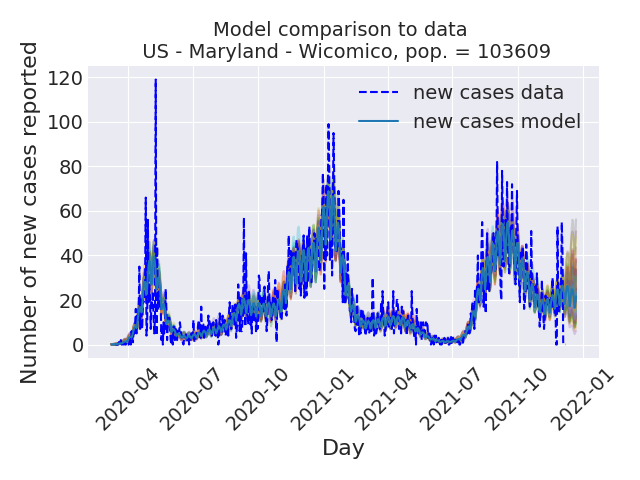 Model comparison to data
US - Maryland - Wicomico, pop. = 103609
Number of new cases reported
120
100
80
60
40
20
0
new cases data
new cases model
2020-04
2020-07
2020-10
2021-01
2021-04
2021-07
2021-10
2022-01
Day